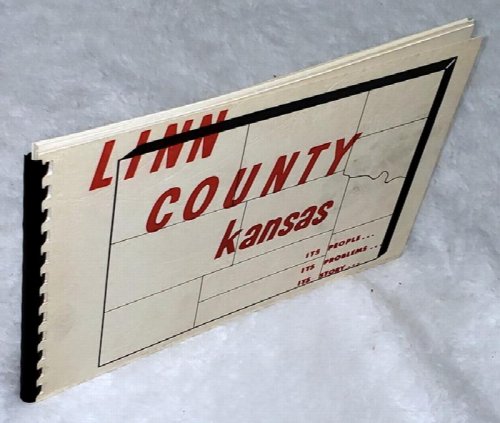 LINN
COUNTY
kansas
ITS PEOPLE...
ITS PROBLEMS...
ITS STORY...